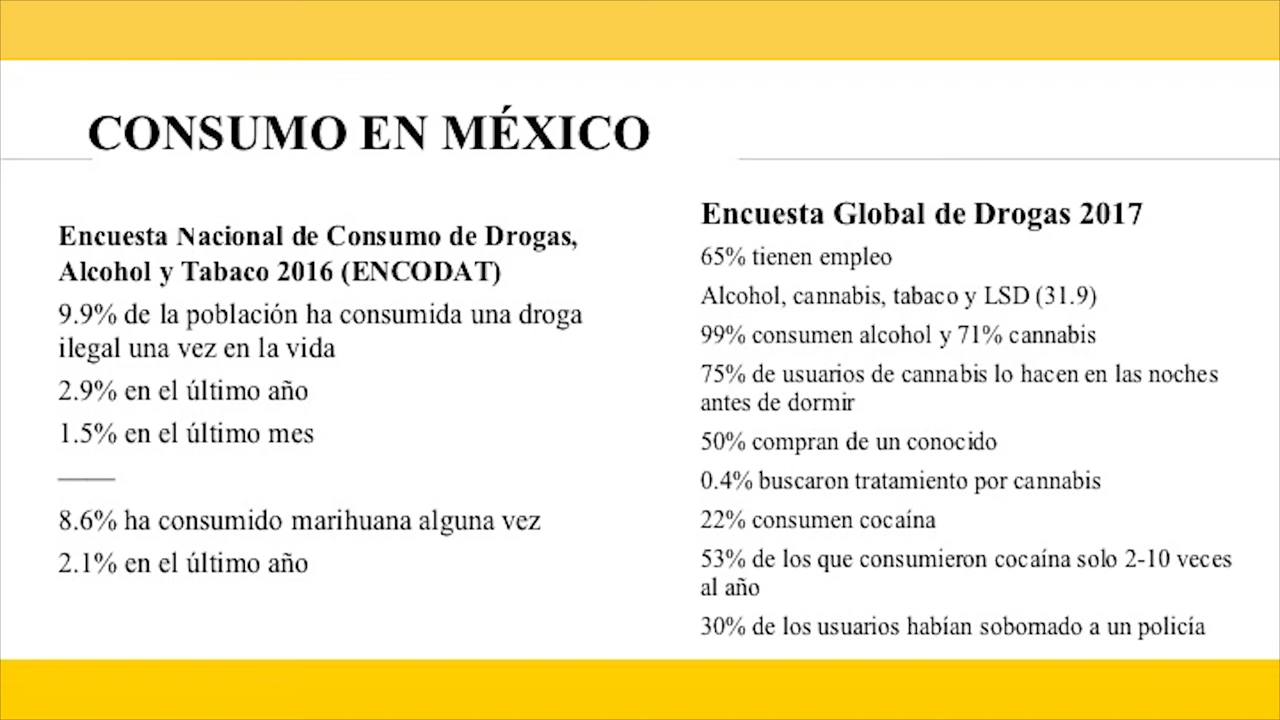 CONSUMO EN MÉXICO
Encuesta Nacional de Consumo de Drogas,
Alcohol y Tabaco 2016 (ENCODAT)
9.9% de la población ha consumida una droga
ilegal una vez en la vida
2.9% en el último año
1.5% en el último mes
8.6% ha consumido marihuana alguna vez
2.1% en el último año
Encuesta Global de Drogas 2017
65% tienen empleo
Alcohol, cannabis, tabaco y LSD (31.9)
99% consumen alcohol y 71% cannabis
75% de usuarios de cannabis lo hacen en las noches
antes de dormir
50% compran de un conocido
0.4% buscaron tratamiento por cannabis
22% consumen cocaína
53% de los que consumieron cocaína solo 2-10 veces
al año
30% de los usuarios habían sobornado a un policía